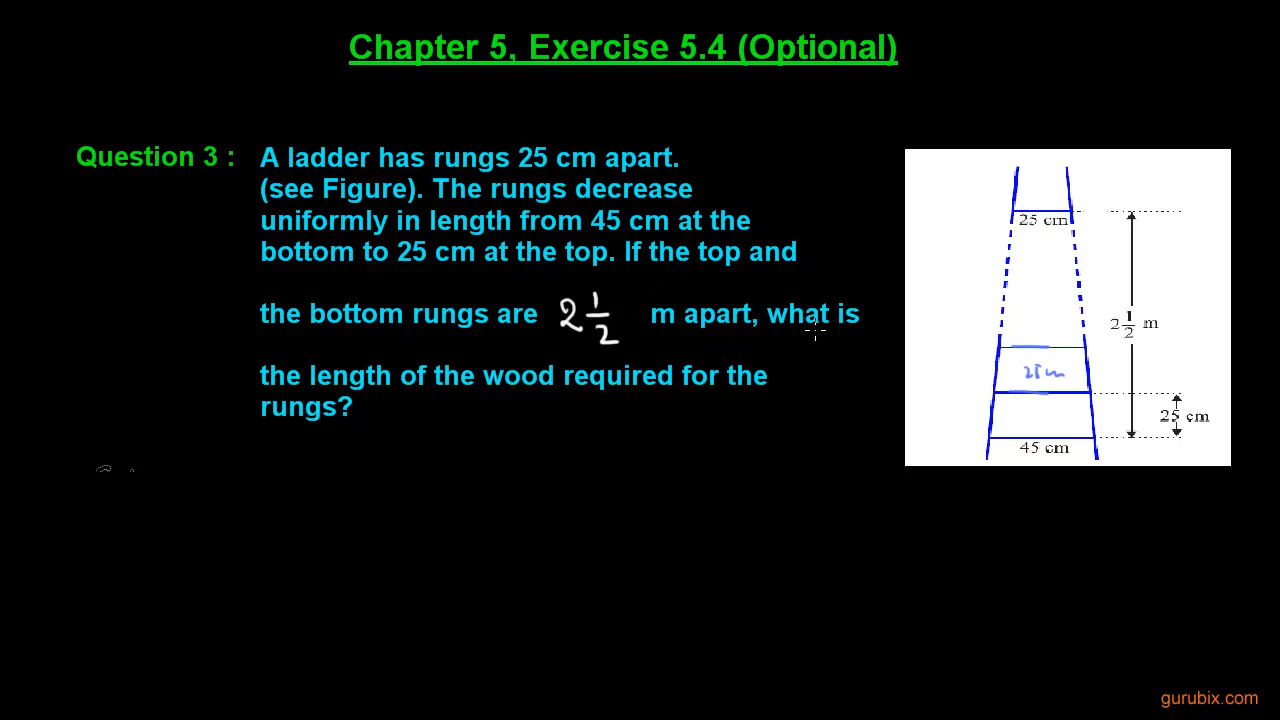 Chapter 5, Exercise 5.4 (Optional)
Question 3 : A ladder has rungs 25 cm apart.
(see Figure). The rungs decrease
uniformly in length from 45 cm at the
bottom to 25 cm at the top. If the top and
the bottom rungs are 2 1/2 m apart, what is
the length of the wood required for the
rungs?
25 cm
2 1/2 m
25 cm
45 cm
gurubix.com